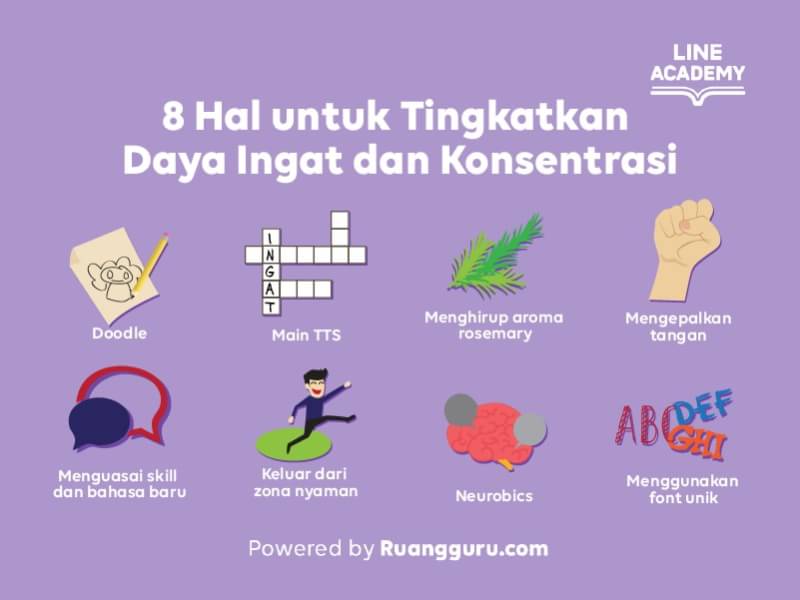 LINE
ACADEMY
8 Hal untuk Tingkatkan
Daya Ingat dan Konsentrasi
Doodle
I
N
G
A
T
Main TTS
Menghirup aroma
rosemary
Mengepalkan
tangan
Menguasai skill
dan bahasa baru
Keluar dari
zona nyaman
Neurobics
ABC
DEF
GHI
Menggunakan
font unik
Powered by Ruangguru.com